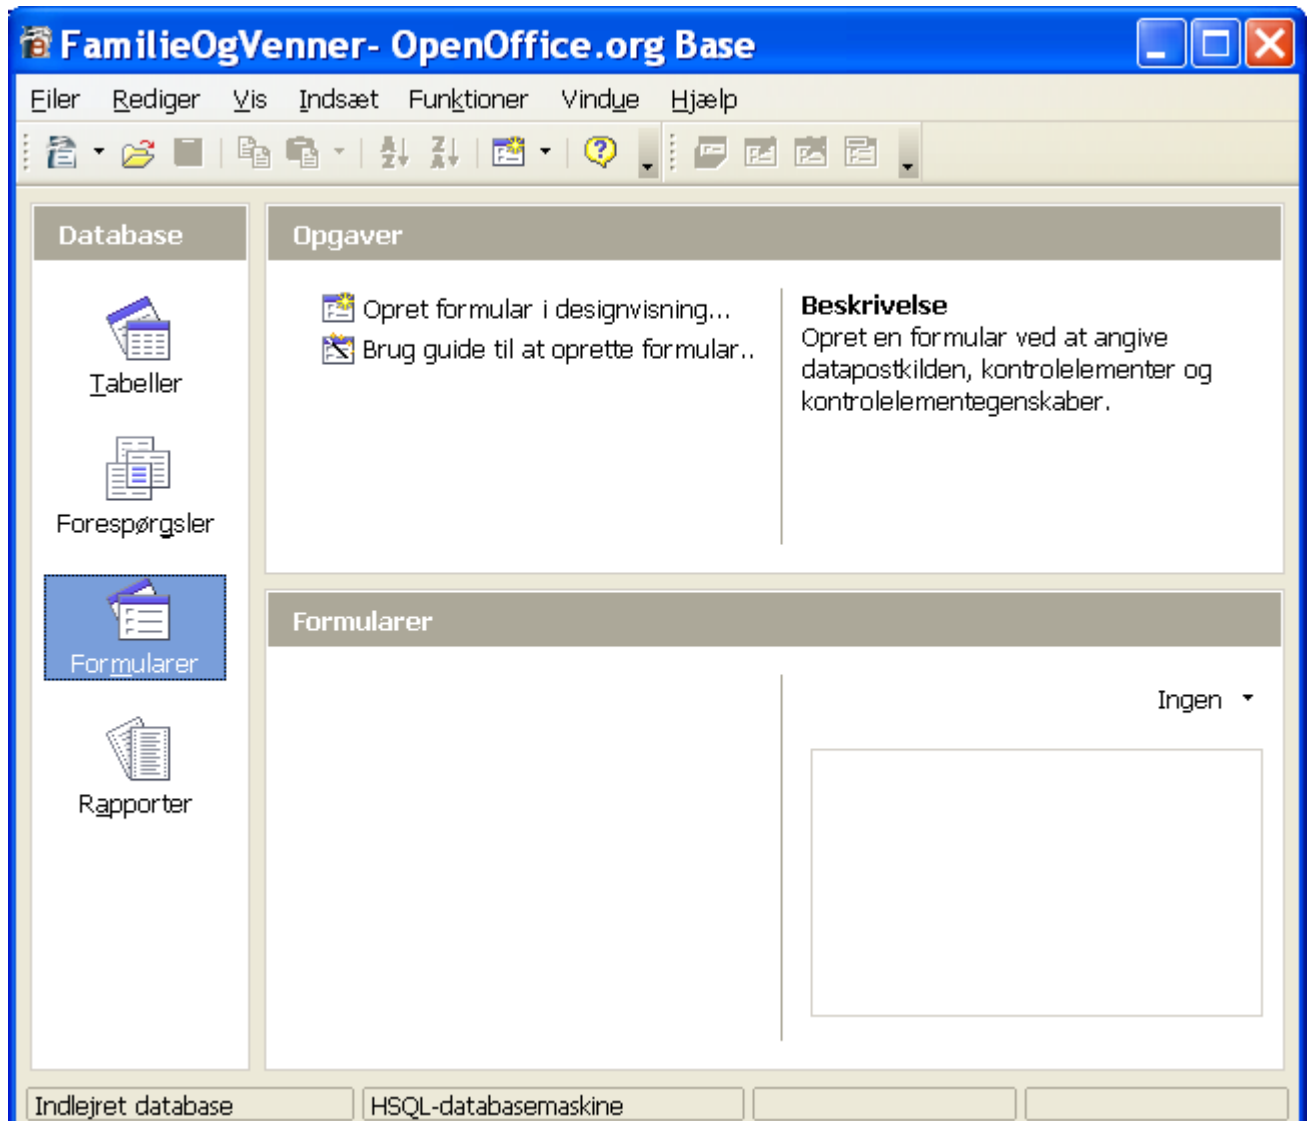 FamilieOgVenner- OpenOffice.org Base
Filer Rediger Vis Indsæt Funktioner Vindue Hjælp
Database
Tabeller
Forespørgsler
Formularer
Rapporter
Opgaver
Opret formular i designvisning...
Brug guide til at oprette formular..
Beskrivelse
Opret en formular ved at angive
datapostkilden, kontrolelementer og
kontrolelementegenskaber.
Formularer
Ingen
Indlejret database HSQL-databasemaskine